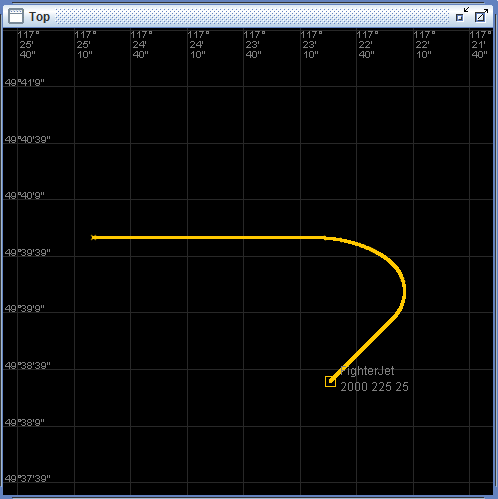 Top
117° 117° 117° 117° 117° 117° 117° 117° 117°
25' 25' 24' 24' 23' 23' 22' 22' 21'
40" 10" 40" 10" 40" 10" 40" 10" 40"
49°41'9"
49°40'39"
49°40'9"
49°39'39"
49°39'9"
49°38'39"
FighterJet
2000 225 25
49°38'9"
49°37'39"